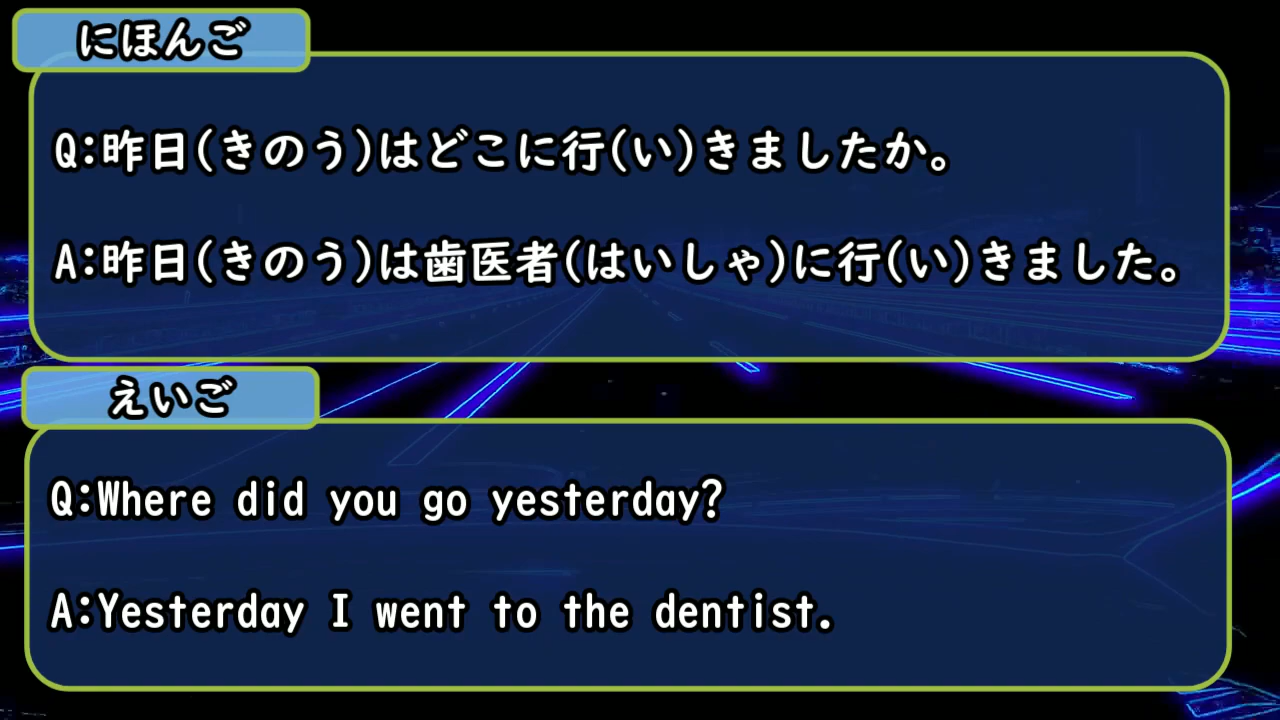 にほんご
Q:昨日(きのう)はどこに行(い)きましたか。
A:昨日(きのう)は歯医者(はいしゃ)に行(い)きました。
えいご
Q:Where did you go yesterday?
A:Yesterday I went to the dentist.